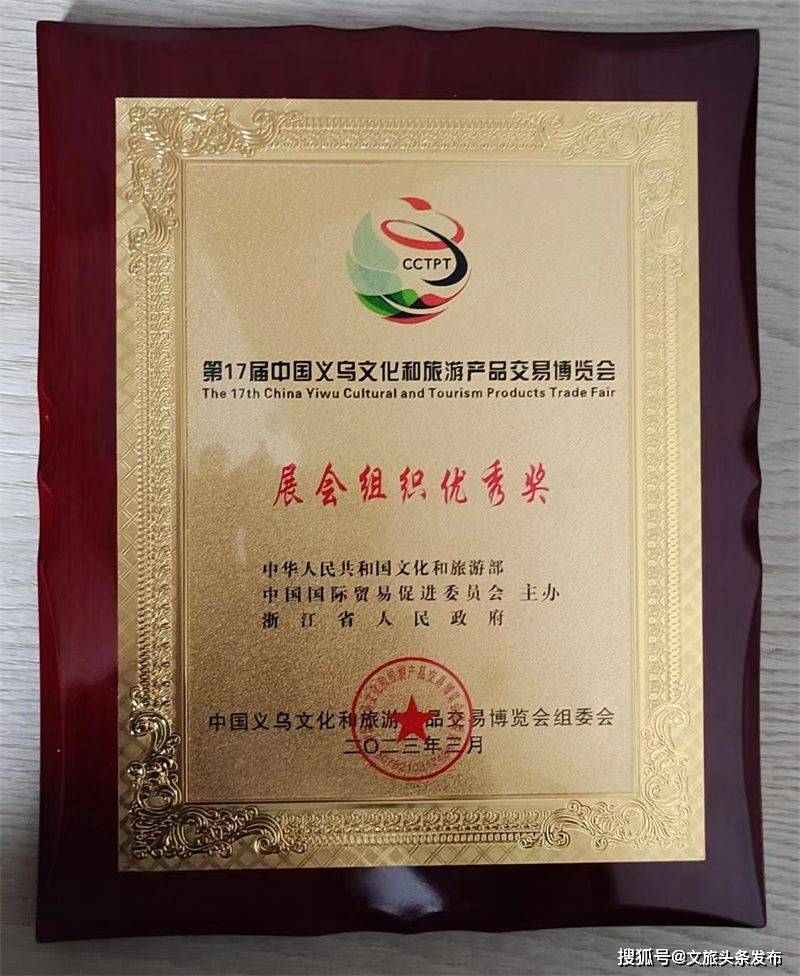 CCTPT
第17届中国义乌文化和旅游产品交易博览会
The 17th China Yiwu Cultural and Tourism Products Trade Fair
展会组织优秀奖
中华人民共和国文化和旅游部
中国国际贸易促进委员会 主办
浙江省人民政府
中国义乌文化和旅游产品交易博览会组委会
二〇二三年三月
搜狐号@文旅头条发布